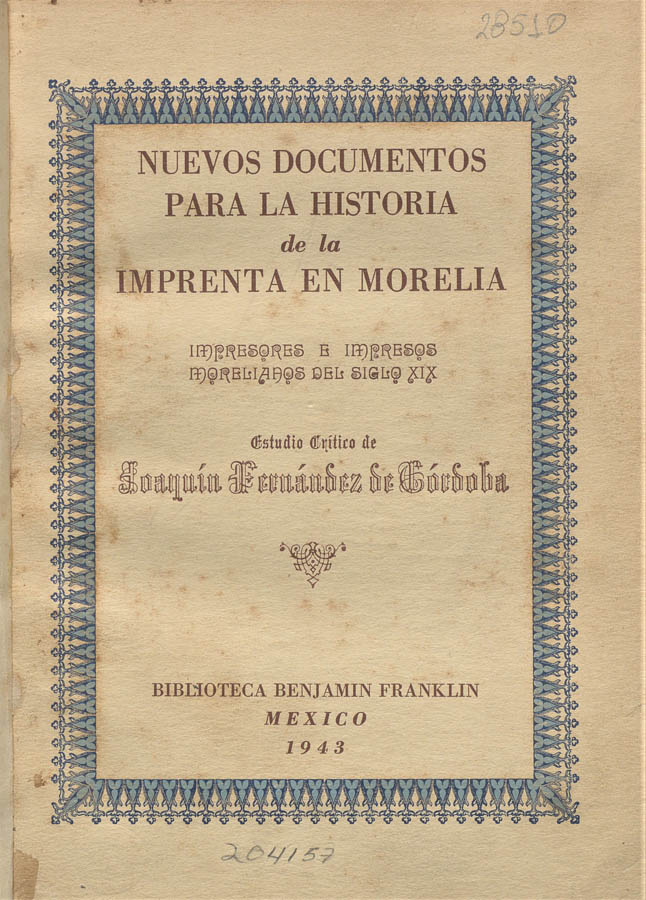 28510
NUEVOS DOCUMENTOS
PARA LA HISTORIA
de la
IMPRENTA EN MORELIA
IMPRESORES E IMPRESOS
MORELIANOS DEL SIGLO XIX
Estudio Crítico de
Joaquín Fernández de Córdoba
BIBLIOTECA BENJAMIN FRANKLIN
MEXICO
1943
204157